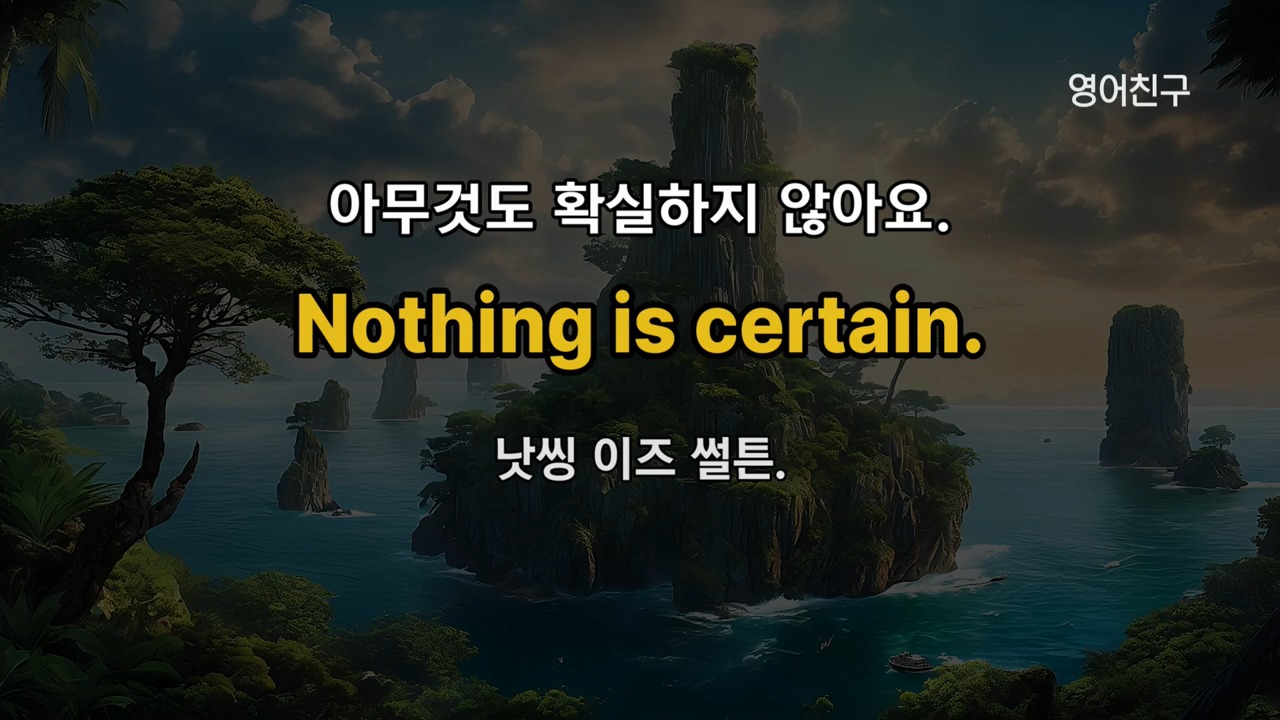 영어친구
아무것도 확실하지 않아요.
Nothing is certain.
낫씽 이즈 썰튼.